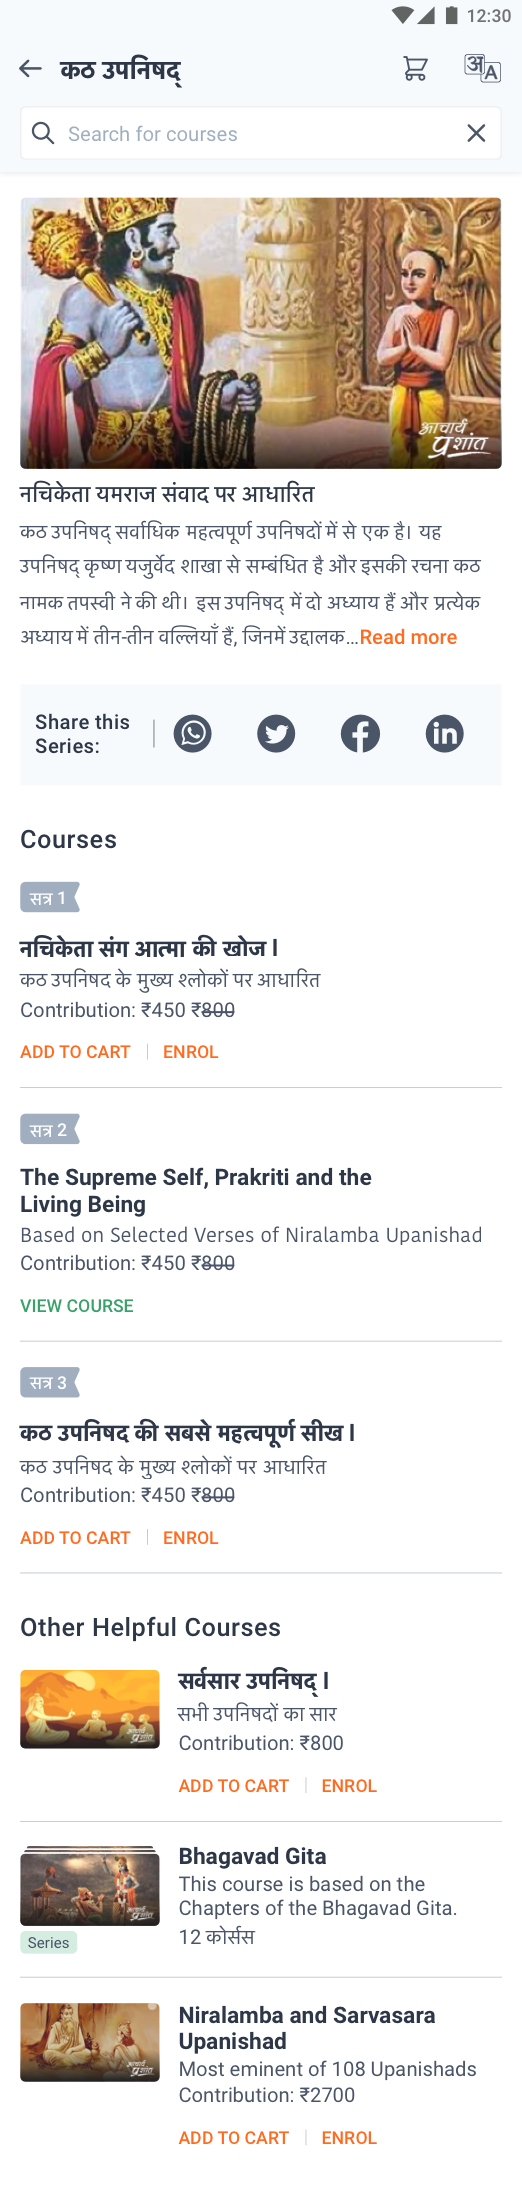 12:30
कठ उपनिषद्
अ A
Search for courses
आचार्य
प्रशांत
नचिकेता यमराज संवाद पर आधारित
कठ उपनिषद् सर्वाधिक महत्वपूर्ण उपनिषदों में से एक है। यह
उपनिषद् कृष्ण यजुर्वेद शाखा से सम्बंधित है और इसकी रचना कठ
नामक तपस्वी ने की थी। इस उपनिषद् में दो अध्याय हैं और प्रत्येक
अध्याय में तीन-तीन वल्लियाँ हैं, जिनमें उद्दालक...Read more
Share this
Series:
in
Courses
सत्र 1
नचिकेता संग आत्मा की खोज।
कठ उपनिषद के मुख्य श्लोकों पर आधारित
Contribution: ₹450 ₹800
ADD TO CART | ENROL
सत्र 2
The Supreme Self, Prakriti and the
Living Being
Based on Selected Verses of Niralamba Upanishad
Contribution: ₹450 ₹800
VIEW COURSE
सत्र 3
कठ उपनिषद की सबसे महत्वपूर्ण सीख।
कठ उपनिषद के मुख्य श्लोकों पर आधारित
Contribution: ₹450 ₹800
ADD TO CART | ENROL
Other Helpful Courses
आचार्य
प्रशांत
सर्वसार उपनिषद्।
सभी उपनिषदों का सार
Contribution: ₹800
ADD TO CART | ENROL
आचार्य
प्रशांत
Series
Bhagavad Gita
This course is based on the
Chapters of the Bhagavad Gita.
12 कोर्सस
आचार्य
प्रशांत
Niralamba and Sarvasara
Upanishad
Most eminent of 108 Upanishads
Contribution: ₹2700
ADD TO CART | ENROL